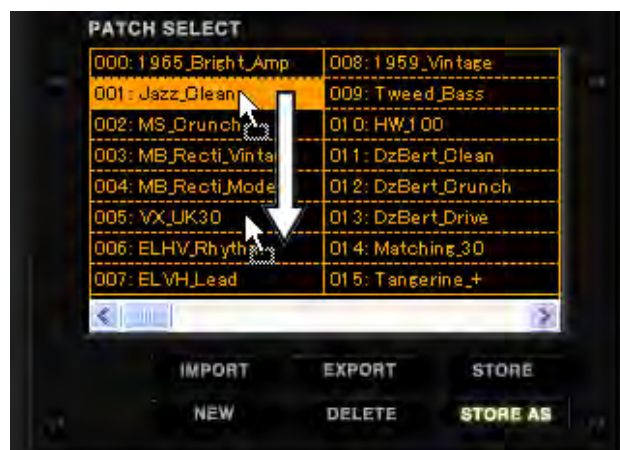 PATCH SELECT
000: 1965_Bright_Amp
001: Jazz_Clean
002: MS_Crunch
003: MB_Recti_Vinta
004: MB_Recti_Mode
005: VX_UK30
006: ELHV_Rhyth
007: ELVH_Lead
008: 1959_Vintage
009: Tweed_Bass
010: HW_100
011: DzBert_Clean
012: DzBert_Crunch
013: DzBert_Drive
014: Matching_30
015: Tangerine_+
IMPORT EXPORT STORE
NEW DELETE STORE AS